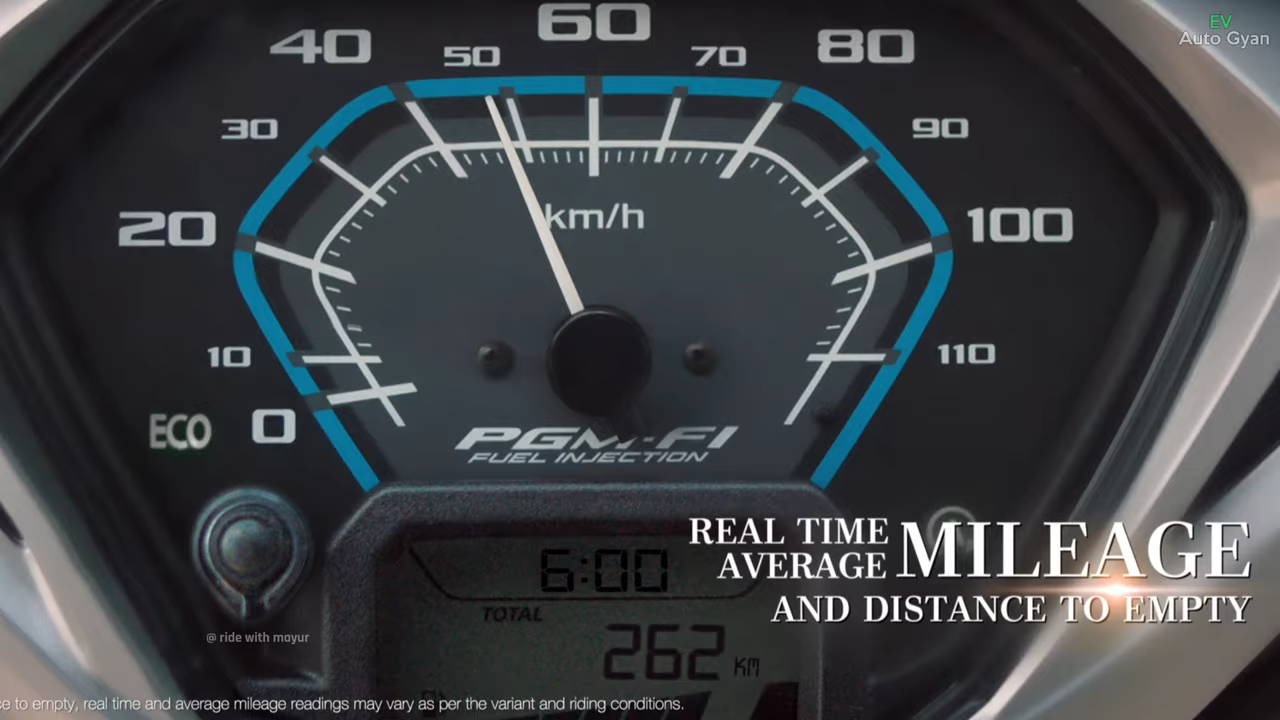 60
40
80
50
70
EV
Auto Gyan
30
90
km/h
20
100
10
110
ECO
0
PGM-FI
FUEL INJECTION
6:00
REAL TIME
AVERAGE
MILEAGE
AND DISTANCE TO EMPTY
TOTAL
262 KM
@ ride with mayur
to empty, real time and average mileage readings may vary as per the variant and riding conditions.